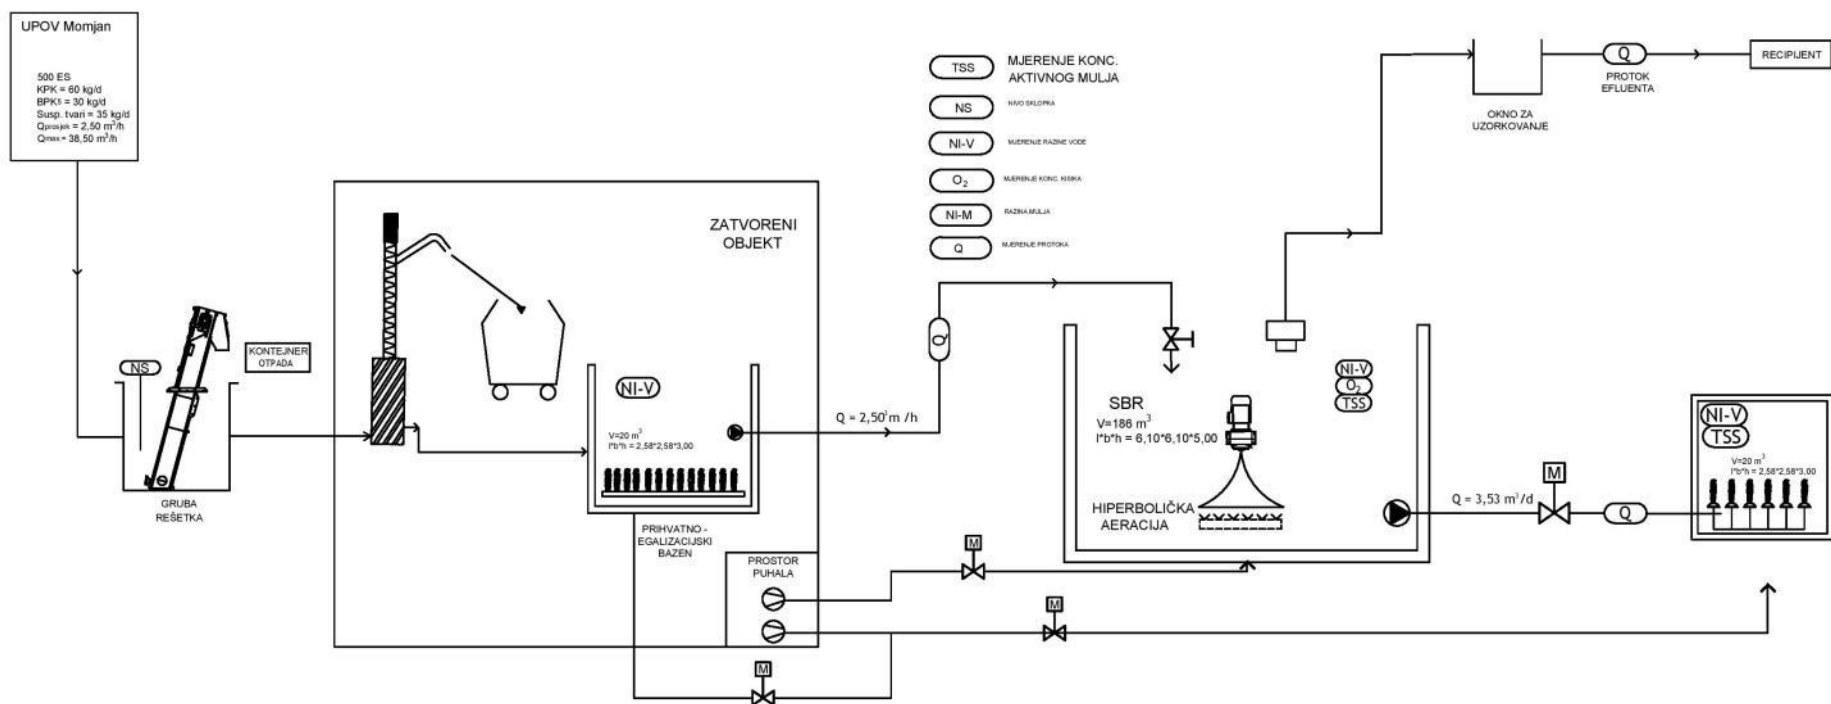 UPOV Momjan
500 ES
KPK = 60 kg/d
BPK5 = 30 kg/d
Susp. tvari = 35 kg/d
Qprosjek = 2,50 m³/h
Qmax = 38,50 m³/h
NS
KONTEJNER
OTPADA
GRUBA
REŠETKA
ZATVORENI
OBJEKT
NI-V
V=20 m³
l*b*h = 2,58*2,58*3,00
PRIHVATNO -
EGALIZACIJSKI
BAZEN
PROSTOR
PUHALA
M
Q = 2,50³m /h
Q
TSS
MJERENJE KONC.
AKTIVNOG MULJA
NS
NIVO SKLOPKA
NI-V
MJERENJE RAZINE VODE
O₂
MJERENJE KONC. KISIKA
NI-M
RAZINA MULJA
Q
MJERENJE PROTOKA
SBR
V=186 m³
l*b*h = 6,10*6,10*5,00
HIPERBOLIČKA
AERACIJA
NI-V
O₂
TSS
M
M
OKNO ZA
UZORKOVANJE
Q
PROTOK
EFLUENTA
RECIPIJENT
Q = 3,53 m³/d
M
Q
NI-V
TSS
V=20 m³
l*b*h = 2,58*2,58*3,00